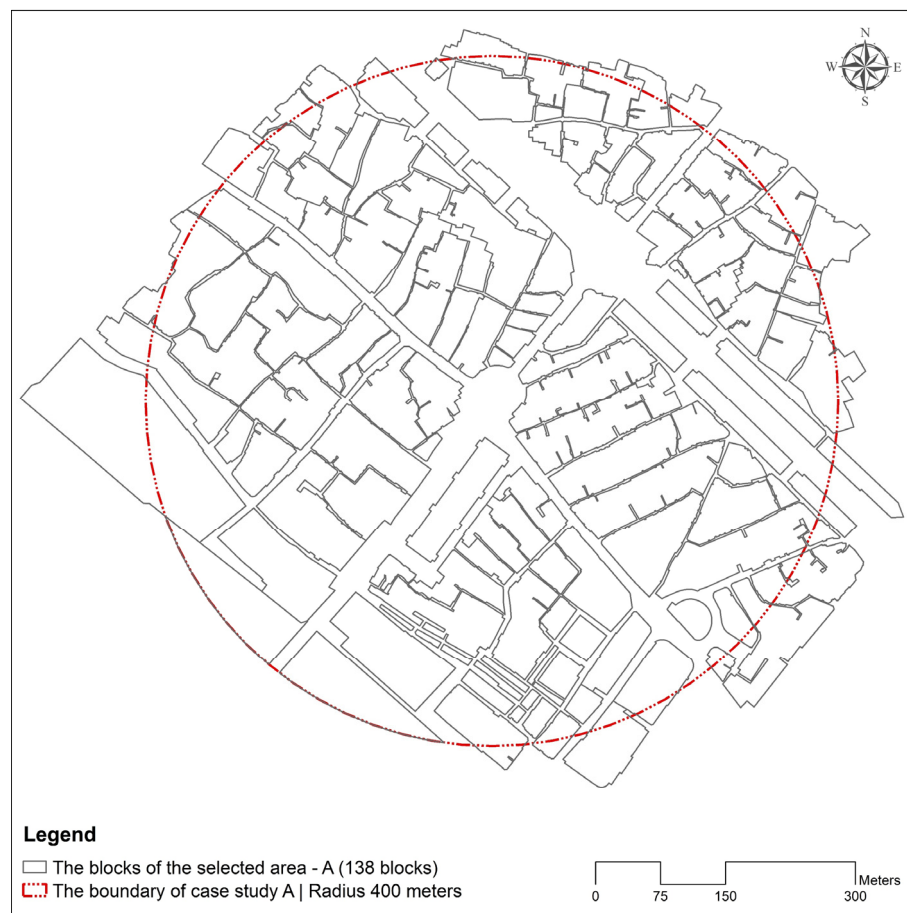 N
W E
S
Legend
The blocks of the selected area - A (138 blocks)
The boundary of case study A | Radius 400 meters
Meters
0 75 150 300